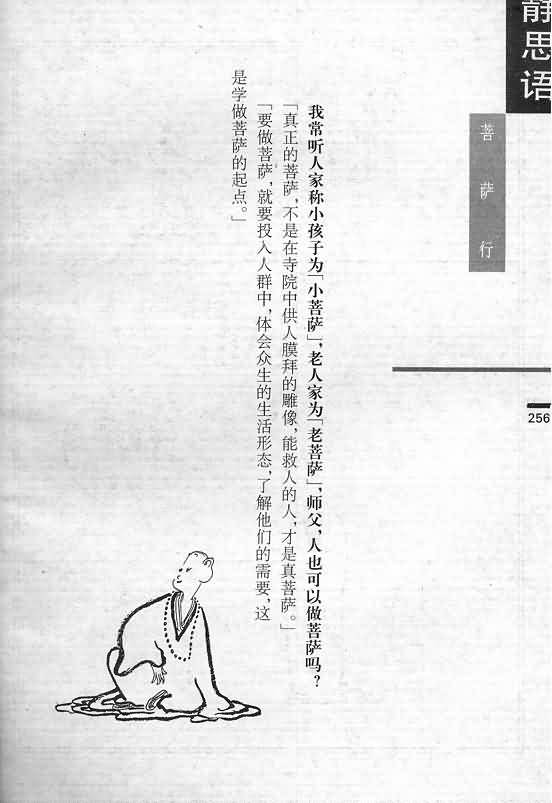 静思语
菩萨行
256
我常听人家称小孩子为「小菩萨」，老人家为「老菩萨」，师父，人也可以做菩萨吗？
「真正的菩萨，不是在寺院中供人膜拜的雕像，能救人的人，才是真菩萨。」
「要做菩萨，就要投入人群中，体会众生的生活形态，了解他们的需要，这
是学做菩萨的起点。」